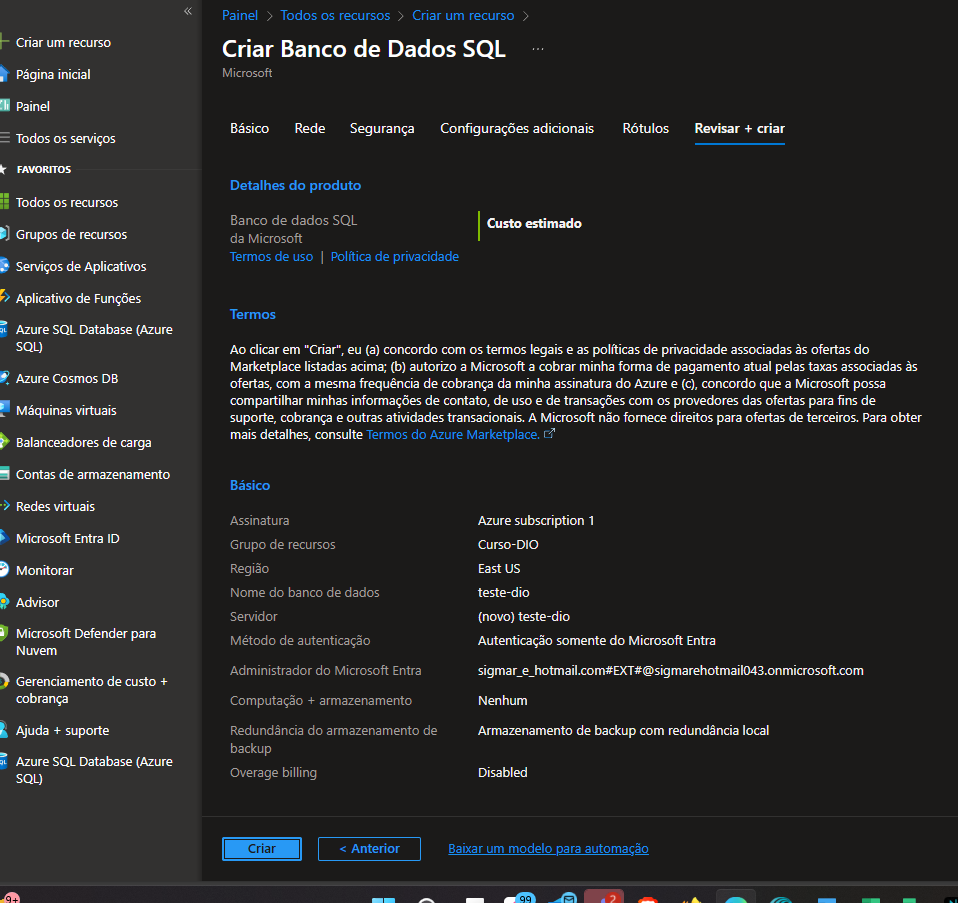 «
Criar um recurso
Página inicial
Painel
Todos os serviços
FAVORITOS
Todos os recursos
Grupos de recursos
Serviços de Aplicativos
Aplicativo de Funções
Azure SQL Database (Azure
SQL)
Azure Cosmos DB
Máquinas virtuais
Balanceadores de carga
Contas de armazenamento
Redes virtuais
Microsoft Entra ID
Monitorar
Advisor
Microsoft Defender para
Nuvem
Gerenciamento de custo +
cobrança
Ajuda + suporte
Azure SQL Database (Azure
SQL)
Painel > Todos os recursos > Criar um recurso >
Criar Banco de Dados SQL ...
Microsoft
Básico Rede Segurança Configurações adicionais Rótulos Revisar + criar
Detalhes do produto
Banco de dados SQL
da Microsoft
Termos de uso | Política de privacidade
Custo estimado
Termos
Ao clicar em "Criar", eu (a) concordo com os termos legais e as políticas de privacidade associadas às ofertas do
Marketplace listadas acima; (b) autorizo a Microsoft a cobrar minha forma de pagamento atual pelas taxas associadas às
ofertas, com a mesma frequência de cobrança da minha assinatura do Azure e (c), concordo que a Microsoft possa
compartilhar minhas informações de contato, de uso e de transações com os provedores das ofertas para fins de
suporte, cobrança e outras atividades transacionais. A Microsoft não fornece direitos para ofertas de terceiros. Para obter
mais detalhes, consulte Termos do Azure Marketplace.
Básico
Assinatura Azure subscription 1
Grupo de recursos Curso-DIO
Região East US
Nome do banco de dados teste-dio
Servidor (novo) teste-dio
Método de autenticação Autenticação somente do Microsoft Entra
Administrador do Microsoft Entra sigmar_e_hotmail.com#EXT#@sigmarehotmail043.onmicrosoft.com
Computação + armazenamento Nenhum
Redundância do armazenamento de
backup
Armazenamento de backup com redundância local
Overage billing Disabled
Criar < Anterior Baixar um modelo para automação
9+ 99 2